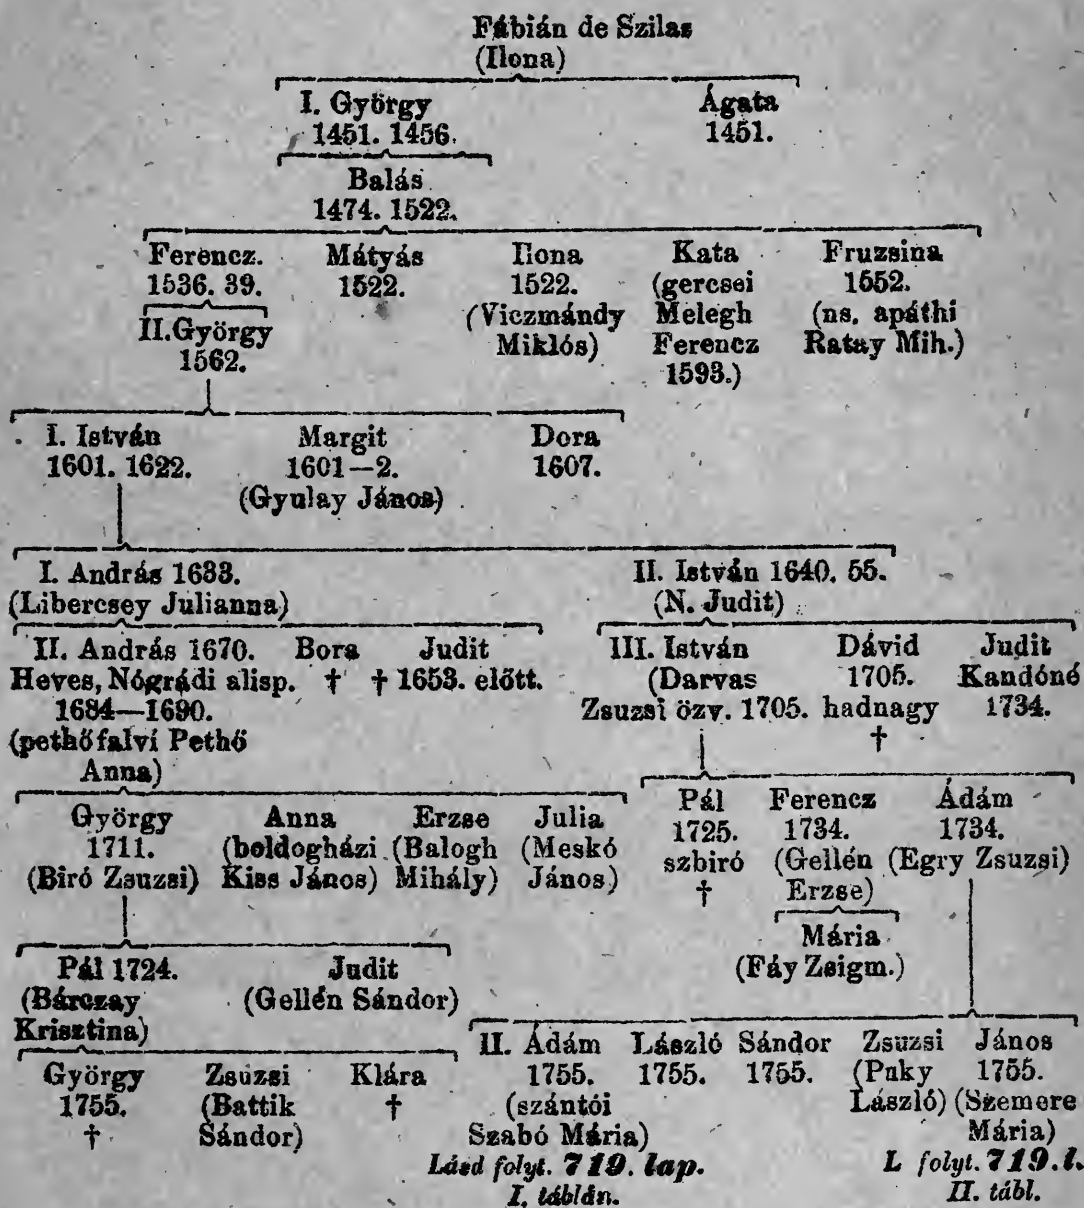 Fábián de Szilas
(Ilona)
I. György Ágata
1451. 1456. 1451.
Balás
1474. 1522.
Ferencz. Mátyás Ilona Kata Fruzsina
1536. 39. 1522. 1522. (gercsei 1552.
II. György (Viczmándy Melegh (ns. apáthi
1562. Miklós) Ferencz Ratay Mih.)
1593.)
I. István Margit Dora
1601. 1622. 1601—2. 1607.
(Gyulay János)
I. András 1633. II. István 1640. 55.
(Libercsey Julianna) (N. Judit)
II. András 1670. Bora Judit III. István Dávid Judit
Heves, Nógrádi alisp. † † 1653. előtt. (Darvas 1705. Kandóné
1684—1690. Zsuzsi özv. 1705. hadnagy 1734.
(pethőfalvi Pethő †
Anna)
György Anna Erzse Julia Pál Ferencz Ádám
1711. (boldogházi (Balogh (Meskó 1725. 1734. 1734.
(Biró Zsuzsi) Kiss János) Mihály) János) szbiró (Gellén (Egry Zsuzsi)
† Erzse)
Mária
(Fáy Zsigm.)
Pál 1724. Judit
(Bárczay (Gellén Sándor)
Krisztina)
György Zsuzsi Klára II. Ádám László Sándor Zsuzsi János
1755. (Battik † 1755. 1755. 1755. (Puky 1755.
† Sándor) (szántói László) (Szemere
Szabó Mária) Mária)
Lásd folyt. 719. lap. L folyt. 719. l.
I. táblán. II. tábl.